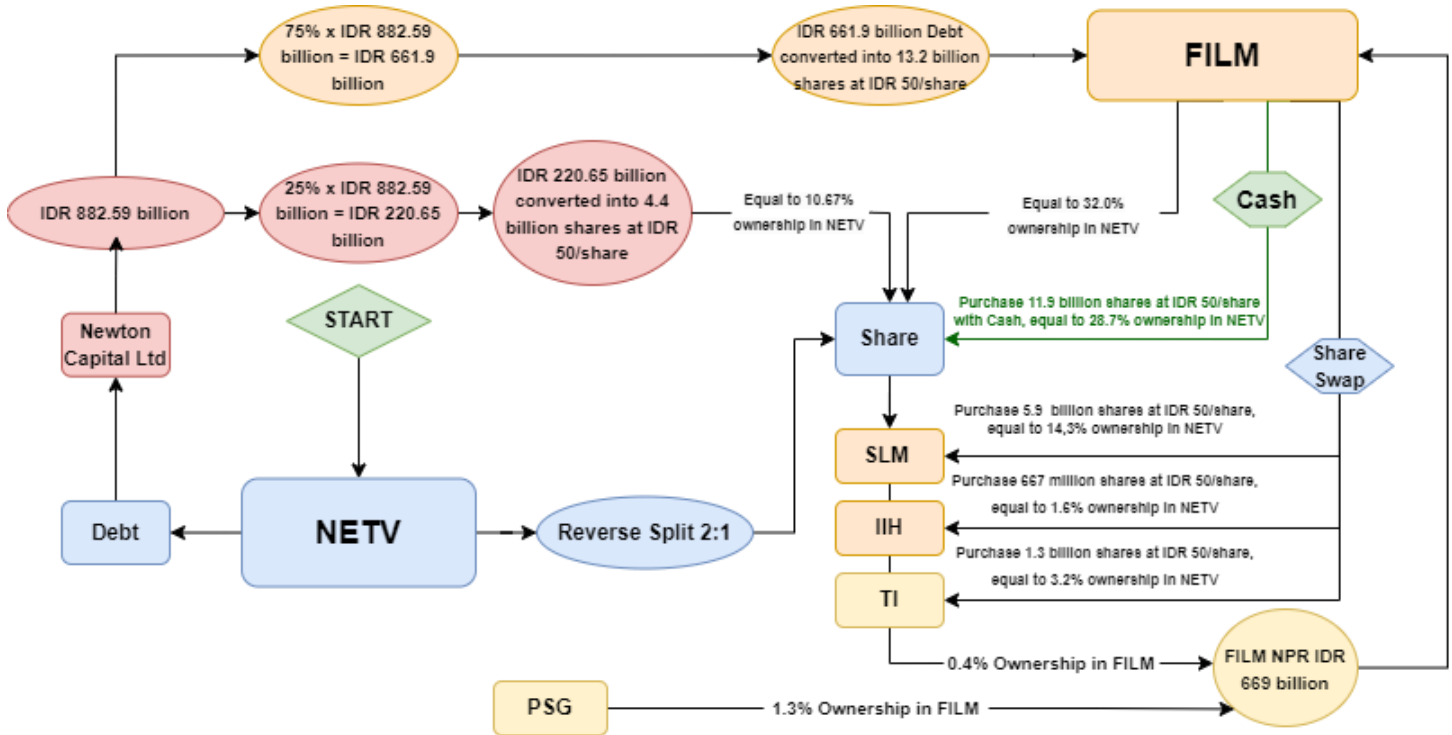 75% x IDR 882.59
billion = IDR 661.9
billion
IDR 661.9 billion Debt
converted into 13.2 billion
shares at IDR 50/share
FILM
IDR 882.59 billion
25% x IDR 882.59
billion = IDR 220.65
billion
IDR 220.65 billion
converted into 4.4
billion shares at IDR
50/share
Equal to 10.67%
ownership in NETV
Equal to 32.0%
ownership in NETV
Cash
START
Newton
Capital Ltd
Share
Purchase 11.9 billion shares at IDR 50/share
with Cash, equal to 28.7% ownership in NETV
Share
Swap
Purchase 5.9 billion shares at IDR 50/share,
equal to 14,3% ownership in NETV
SLM
Purchase 667 million shares at IDR 50/share,
equal to 1.6% ownership in NETV
Debt
NETV
Reverse Split 2:1
IIH
Purchase 1.3 billion shares at IDR 50/share,
equal to 3.2% ownership in NETV
TI
0.4% Ownership in FILM
FILM NPR IDR
669 billion
PSG
1.3% Ownership in FILM